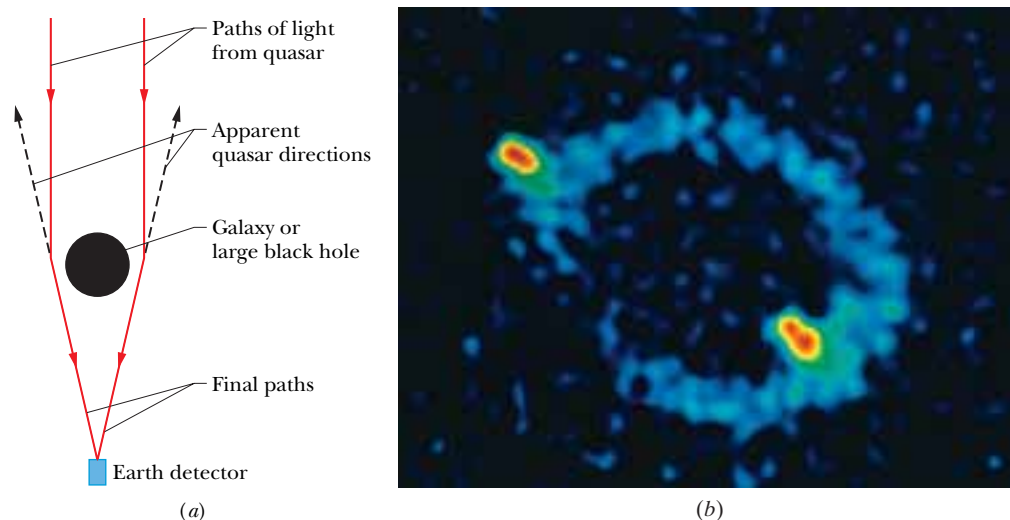 Paths of light
from quasar
Apparent
quasar directions
Galaxy or
large black hole
Final paths
Earth detector
(a)
(b)